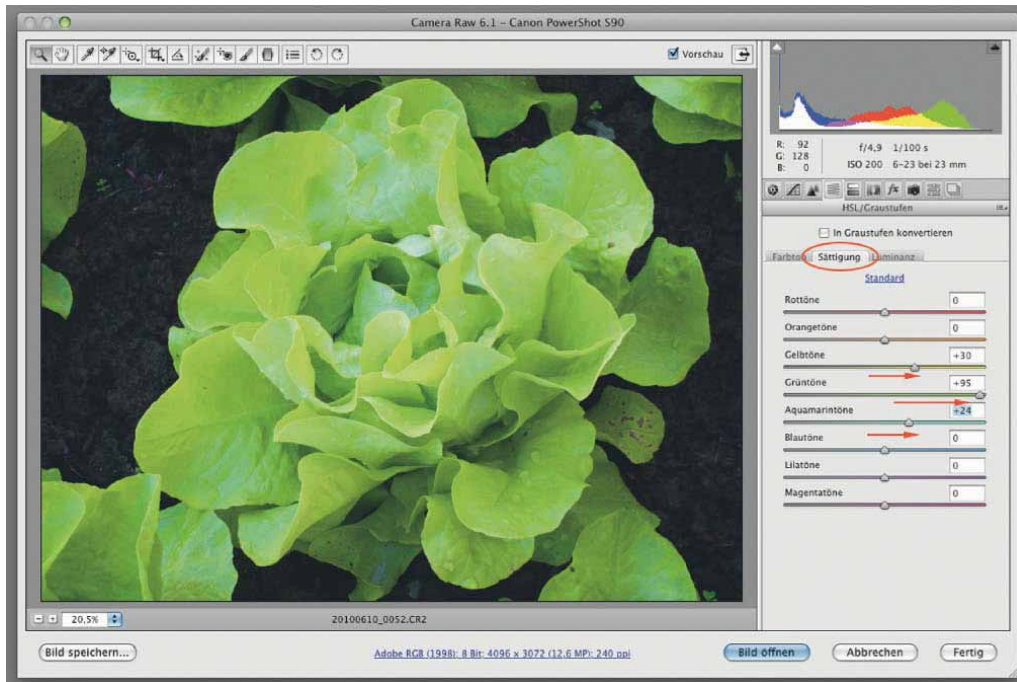 Camera Raw 6.1 – Canon PowerShot S90
Vorschau
R: 92
G: 128
B: 0
f/4,9 1/100 s
ISO 200 6–23 bei 23 mm
HSL/Graustufen
In Graustufen konvertieren
Farbton Sättigung Luminanz
Standard
Rottöne 0
Orangetöne 0
Gelbtöne +30
Grüntöne +95
Aquamarintöne +24
Blautöne 0
Lilatöne 0
Magentatöne 0
20,5% 20100610_0052.CR2
Bild speichern... Adobe RGB (1998); 8 Bit; 4096 x 3072 (12,6 MP); 240 ppi Bild öffnen Abbrechen Fertig